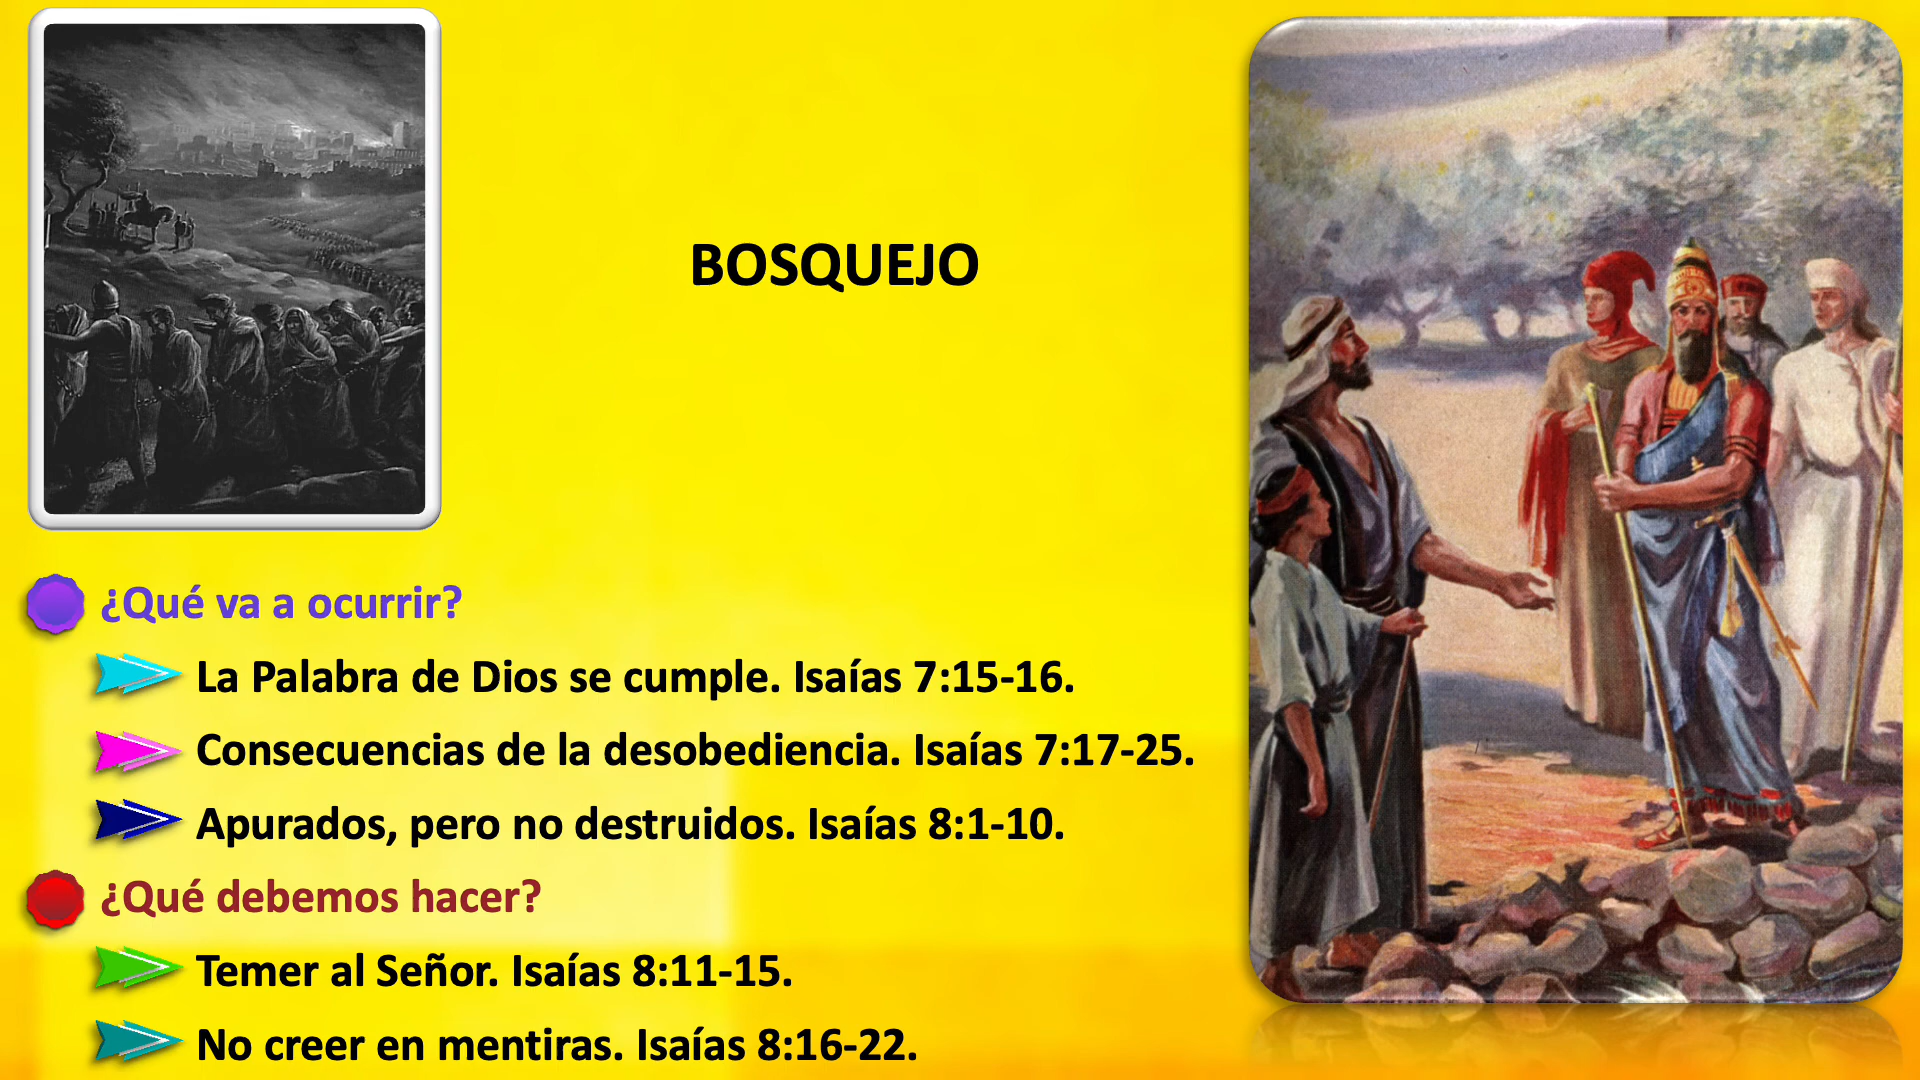 BOSQUEJO
¿Qué va a ocurrir?
La Palabra de Dios se cumple. Isaías 7:15-16.
Consecuencias de la desobediencia. Isaías 7:17-25.
Apurados, pero no destruidos. Isaías 8:1-10.
¿Qué debemos hacer?
Temer al Señor. Isaías 8:11-15.
No creer en mentiras. Isaías 8:16-22.